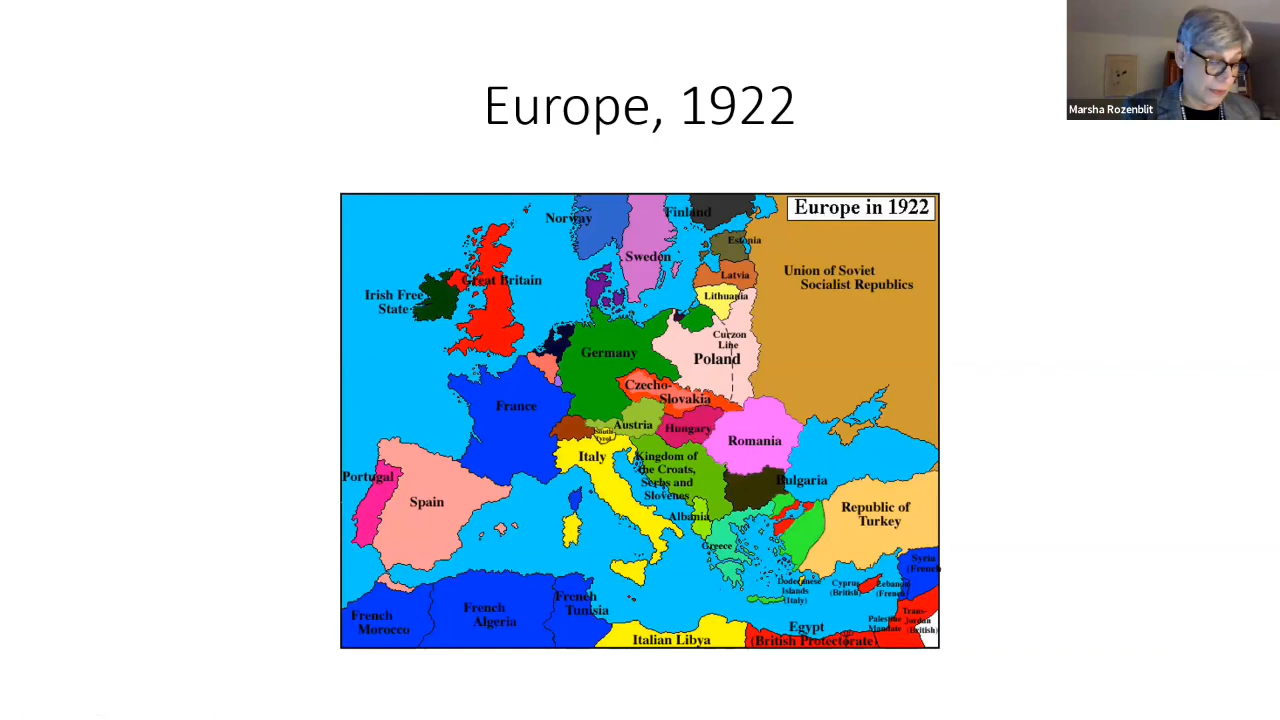 Marsha Rozenblit
Europe, 1922
Europe in 1922
Norway
Finland
Sweden
Estonia
Latvia
Lithuania
Union of Soviet
Socialist Republics
Irish Free
State
Great Britain
Germany
Curzon
Line
Poland
Czecho-
Slovakia
France
Austria
South
Tyrol
Hungary
Romania
Italy
Kingdom of
the Croats,
Serbs and
Slovenes
Portugal
Spain
Bulgaria
Albania
Greece
Republic of
Turkey
Dodecanese
Islands
(Italy)
Cyprus
(British)
Syria
(French
Lebanon
(French)
French
Morocco
French
Algeria
French
Tunisia
Italian Libya
Egypt
(British Protectorate)
Palestine
Mandate
Trans-
Jordan
(British)